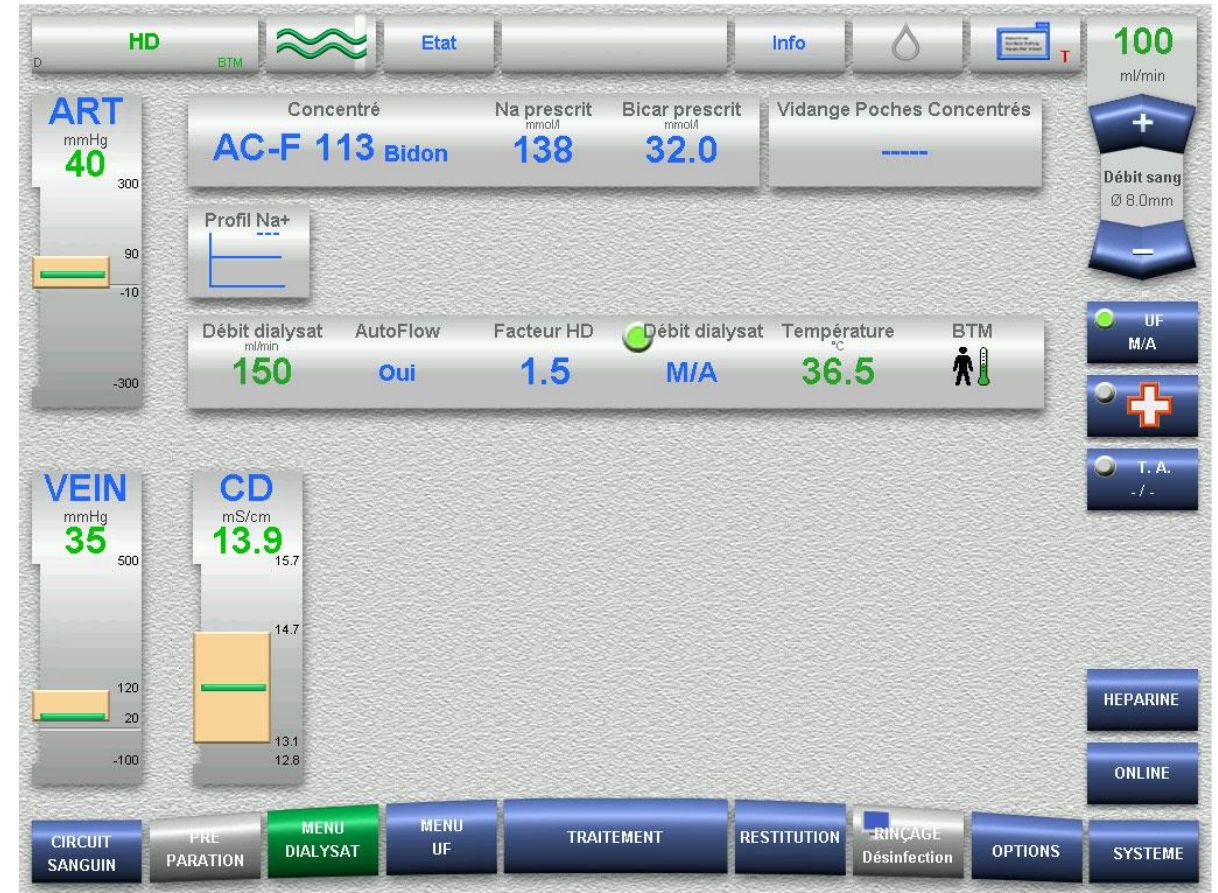 HD
D
BTM
Etat
Info
T
100
ml/min
ART
mmHg
40
300
90
-10
-300
Concentré
AC-F 113 Bidon
Na prescrit
mmol/l
138
Bicar prescrit
mmol/l
32.0
Vidange Poches Concentrés
-----
+
Débit sang
Ø 8.0mm
–
Profil Na+
---
Débit dialysat
ml/min
150
AutoFlow
Oui
Facteur HD
1.5
Débit dialysat
M/A
Température
°C
36.5
BTM
UF
M/A
T. A.
- / -
VEIN
mmHg
35
500
120
20
-100
CD
mS/cm
13.9
15.7
14.7
13.1
12.8
HEPARINE
ONLINE
CIRCUIT
SANGUIN
PRE
PARATION
MENU
DIALYSAT
MENU
UF
TRAITEMENT
RESTITUTION
RINÇAGE
Désinfection
OPTIONS
SYSTEME